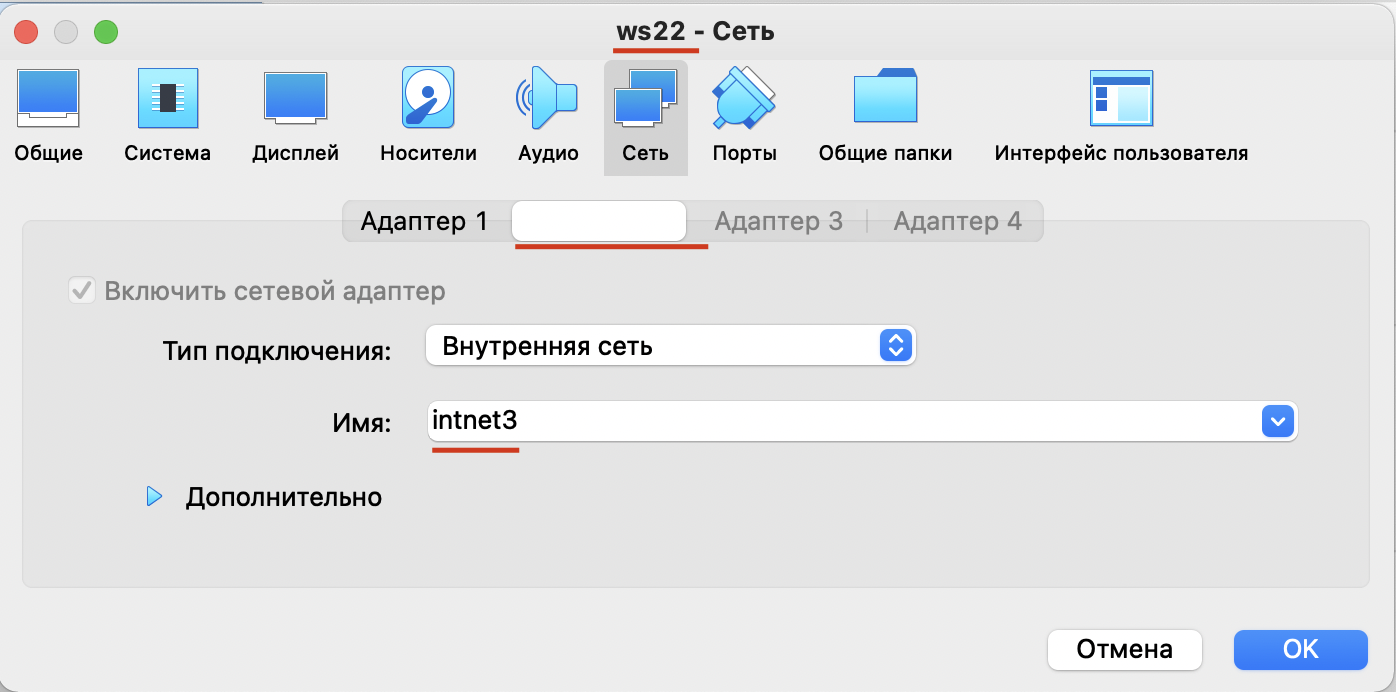 ws22 - Сеть
Общие Система Дисплей Носители Аудио Сеть Порты Общие папки Интерфейс пользователя
Адаптер 1 Адаптер 3 Адаптер 4
Включить сетевой адаптер
Тип подключения: Внутренняя сеть
Имя: intnet3
Дополнительно
Отмена OK